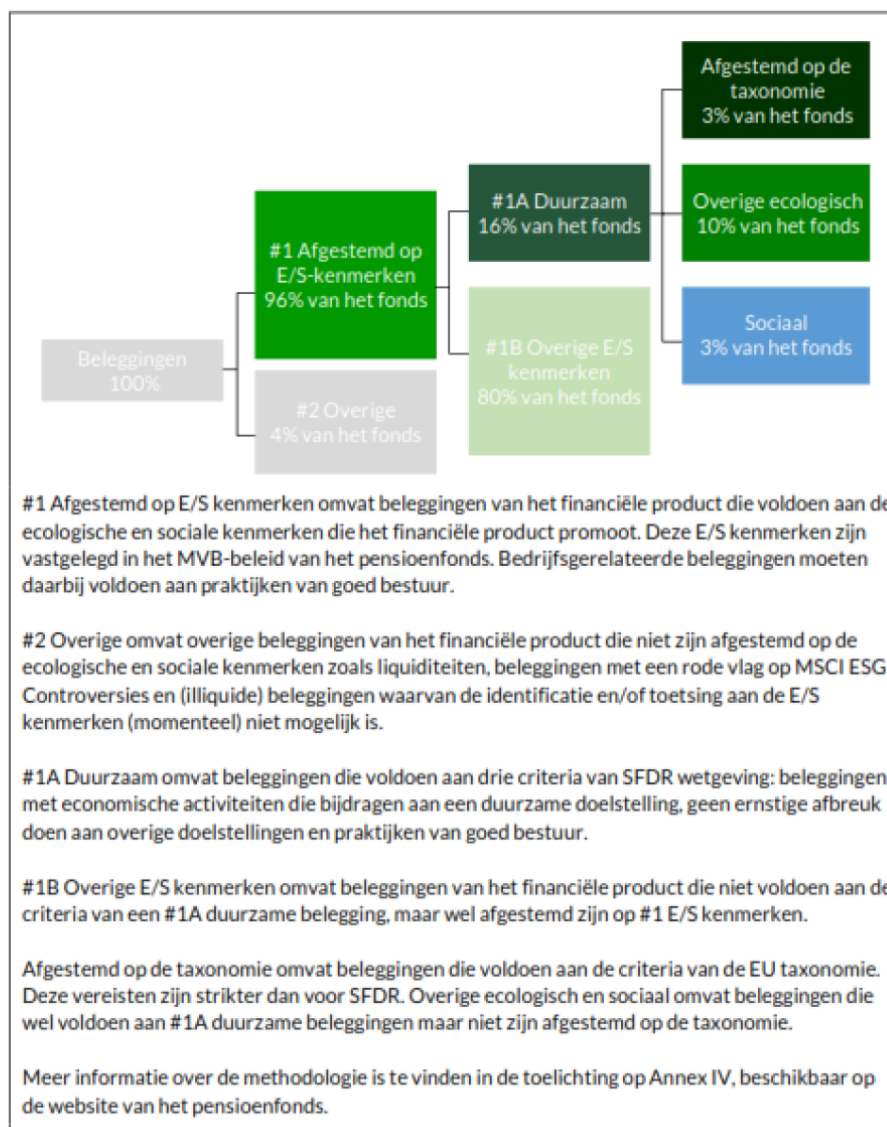 Afgestemd op de
taxonomie
3% van het fonds
#1A Duurzaam
16% van het fonds
Overige ecologisch
10% van het fonds
#1 Afgestemd op
E/S-kenmerken
96% van het fonds
Sociaal
3% van het fonds
#1B Overige E/S
kenmerken
80% van het fonds
Beleggingen
100%
#2 Overige
4% van het fonds
#1 Afgestemd op E/S kenmerken omvat beleggingen van het financiële product die voldoen aan de
ecologische en sociale kenmerken die het financiële product promoot. Deze E/S kenmerken zijn
vastgelegd in het MVB-beleid van het pensioenfonds. Bedrijfsgerelateerde beleggingen moeten
daarbij voldoen aan praktijken van goed bestuur.
#2 Overige omvat overige beleggingen van het financiële product die niet zijn afgestemd op de
ecologische en sociale kenmerken zoals liquiditeiten, beleggingen met een rode vlag op MSCI ESG
Controversies en (illiquide) beleggingen waarvan de identificatie en/of toetsing aan de E/S
kenmerken (momenteel) niet mogelijk is.
#1A Duurzaam omvat beleggingen die voldoen aan drie criteria van SFDR wetgeving: beleggingen
met economische activiteiten die bijdragen aan een duurzame doelstelling, geen ernstige afbreuk
doen aan overige doelstellingen en praktijken van goed bestuur.
#1B Overige E/S kenmerken omvat beleggingen van het financiële product die niet voldoen aan de
criteria van een #1A duurzame belegging, maar wel afgestemd zijn op #1 E/S kenmerken.
Afgestemd op de taxonomie omvat beleggingen die voldoen aan de criteria van de EU taxonomie.
Deze vereisten zijn strikter dan voor SFDR. Overige ecologisch en sociaal omvat beleggingen die
wel voldoen aan #1A duurzame beleggingen maar niet zijn afgestemd op de taxonomie.
Meer informatie over de methodologie is te vinden in de toelichting op Annex IV, beschikbaar op
de website van het pensioenfonds.